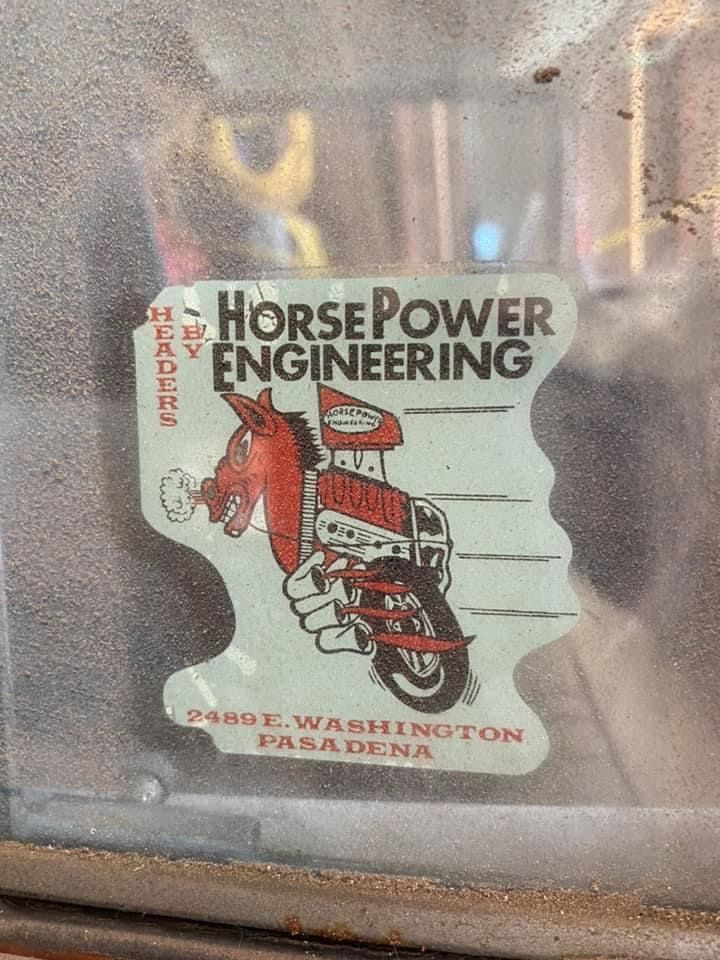 HEADERS
BY
HORSEPOWER
ENGINEERING
HORSEPOWER
ENGINEERING
2489 E. WASHINGTON
PASADENA